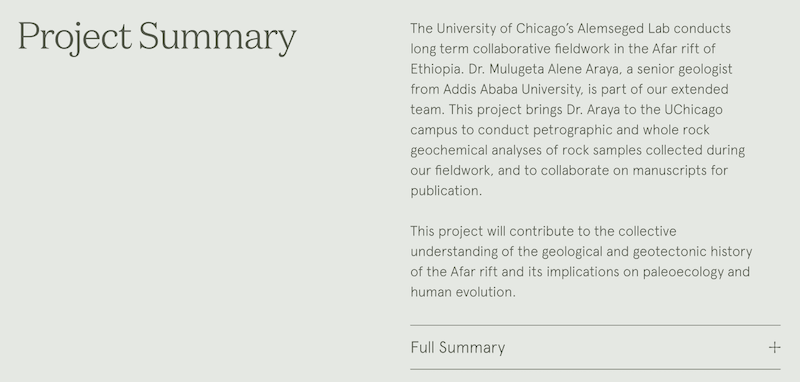 Project Summary
The University of Chicago’s Alemseged Lab conducts
long term collaborative fieldwork in the Afar rift of
Ethiopia. Dr. Mulugeta Alene Araya, a senior geologist
from Addis Ababa University, is part of our extended
team. This project brings Dr. Araya to the UChicago
campus to conduct petrographic and whole rock
geochemical analyses of rock samples collected during
our fieldwork, and to collaborate on manuscripts for
publication.
This project will contribute to the collective
understanding of the geological and geotectonic history
of the Afar rift and its implications on paleoecology and
human evolution.
Full Summary